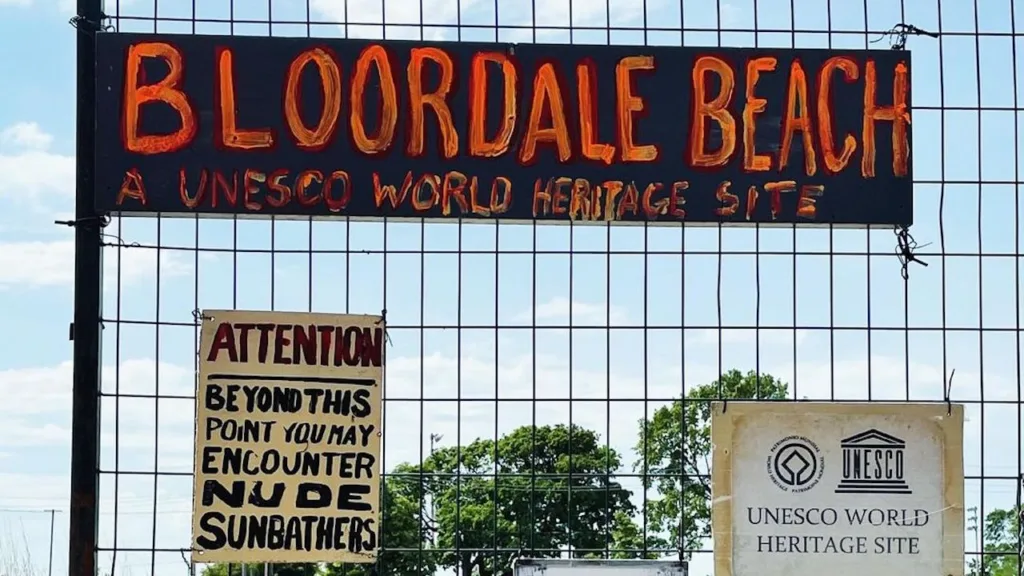 BLOORDALE BEACH
A UNESCO WORLD HERITAGE SITE
ATTENTION
BEYOND THIS
POINT YOU MAY
ENCOUNTER
NUDE
SUNBATHERS
UNESCO
UNESCO WORLD
HERITAGE SITE